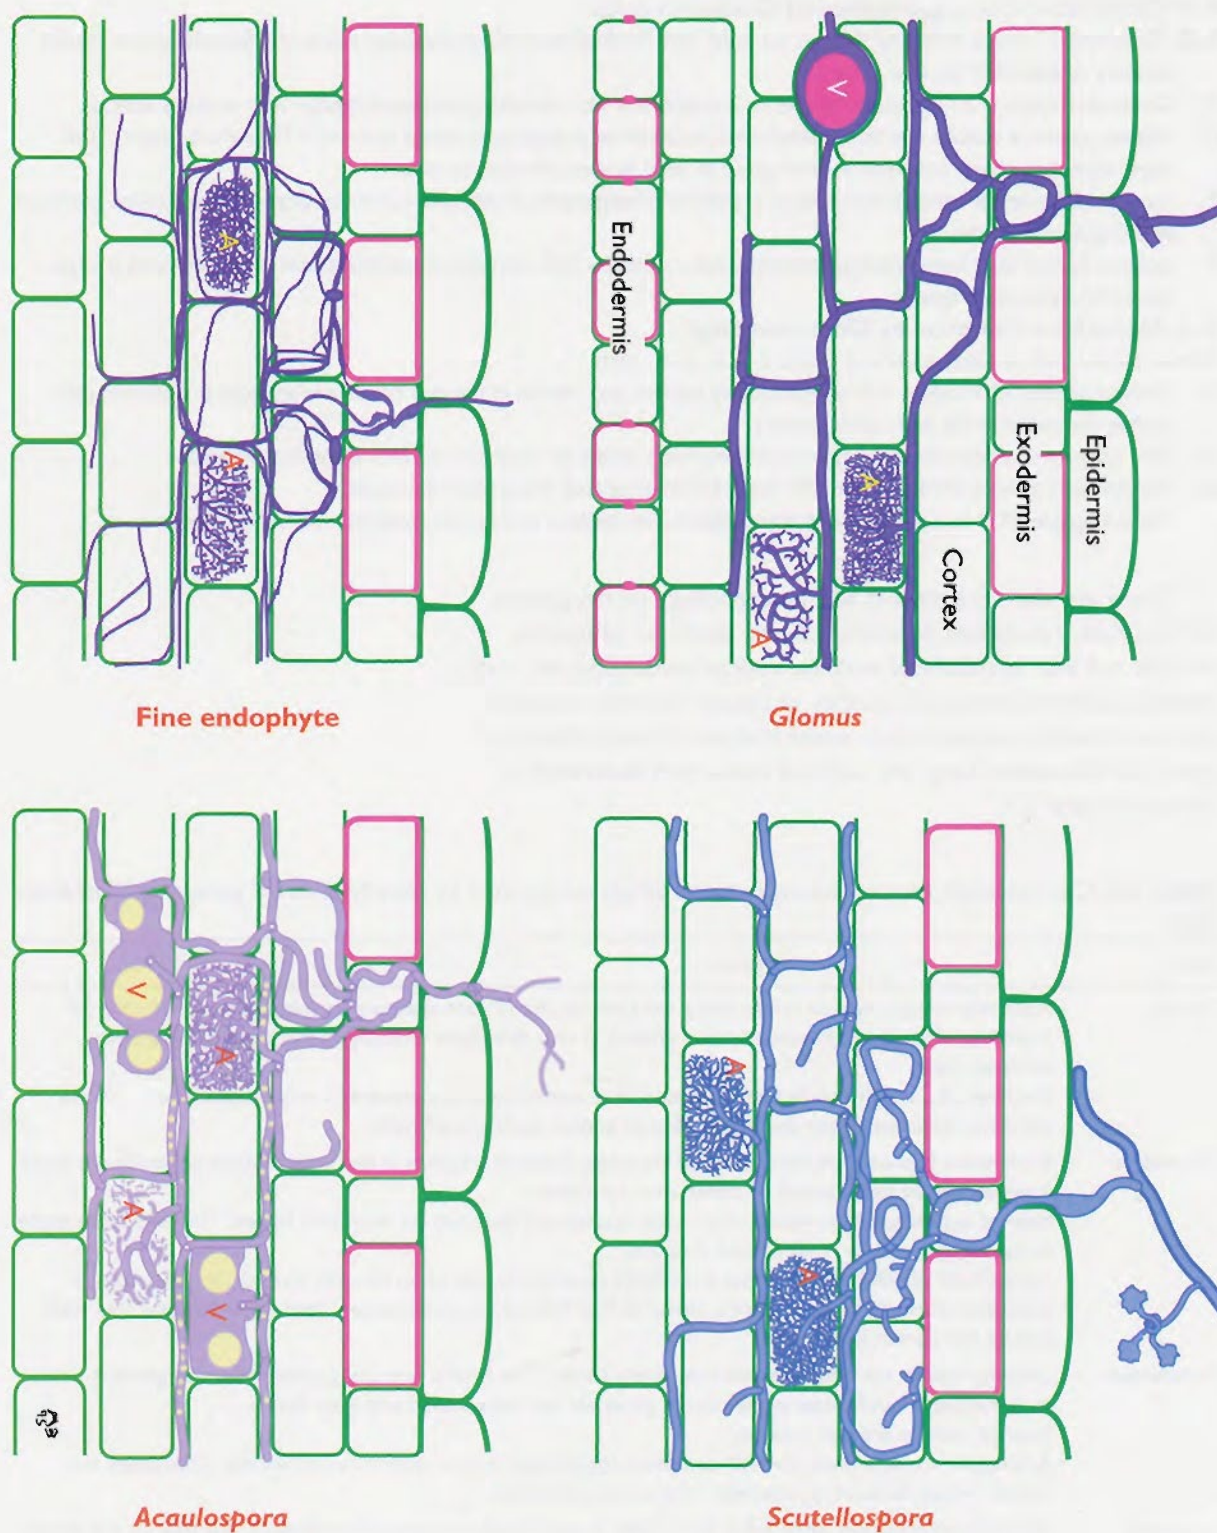 V
A
A
Endodermis
A
A
Cortex
Exodermis
Epidermis
Fine endophyte
Glomus
V
A
A
V
A
A
Acaulospora
Scutellospora